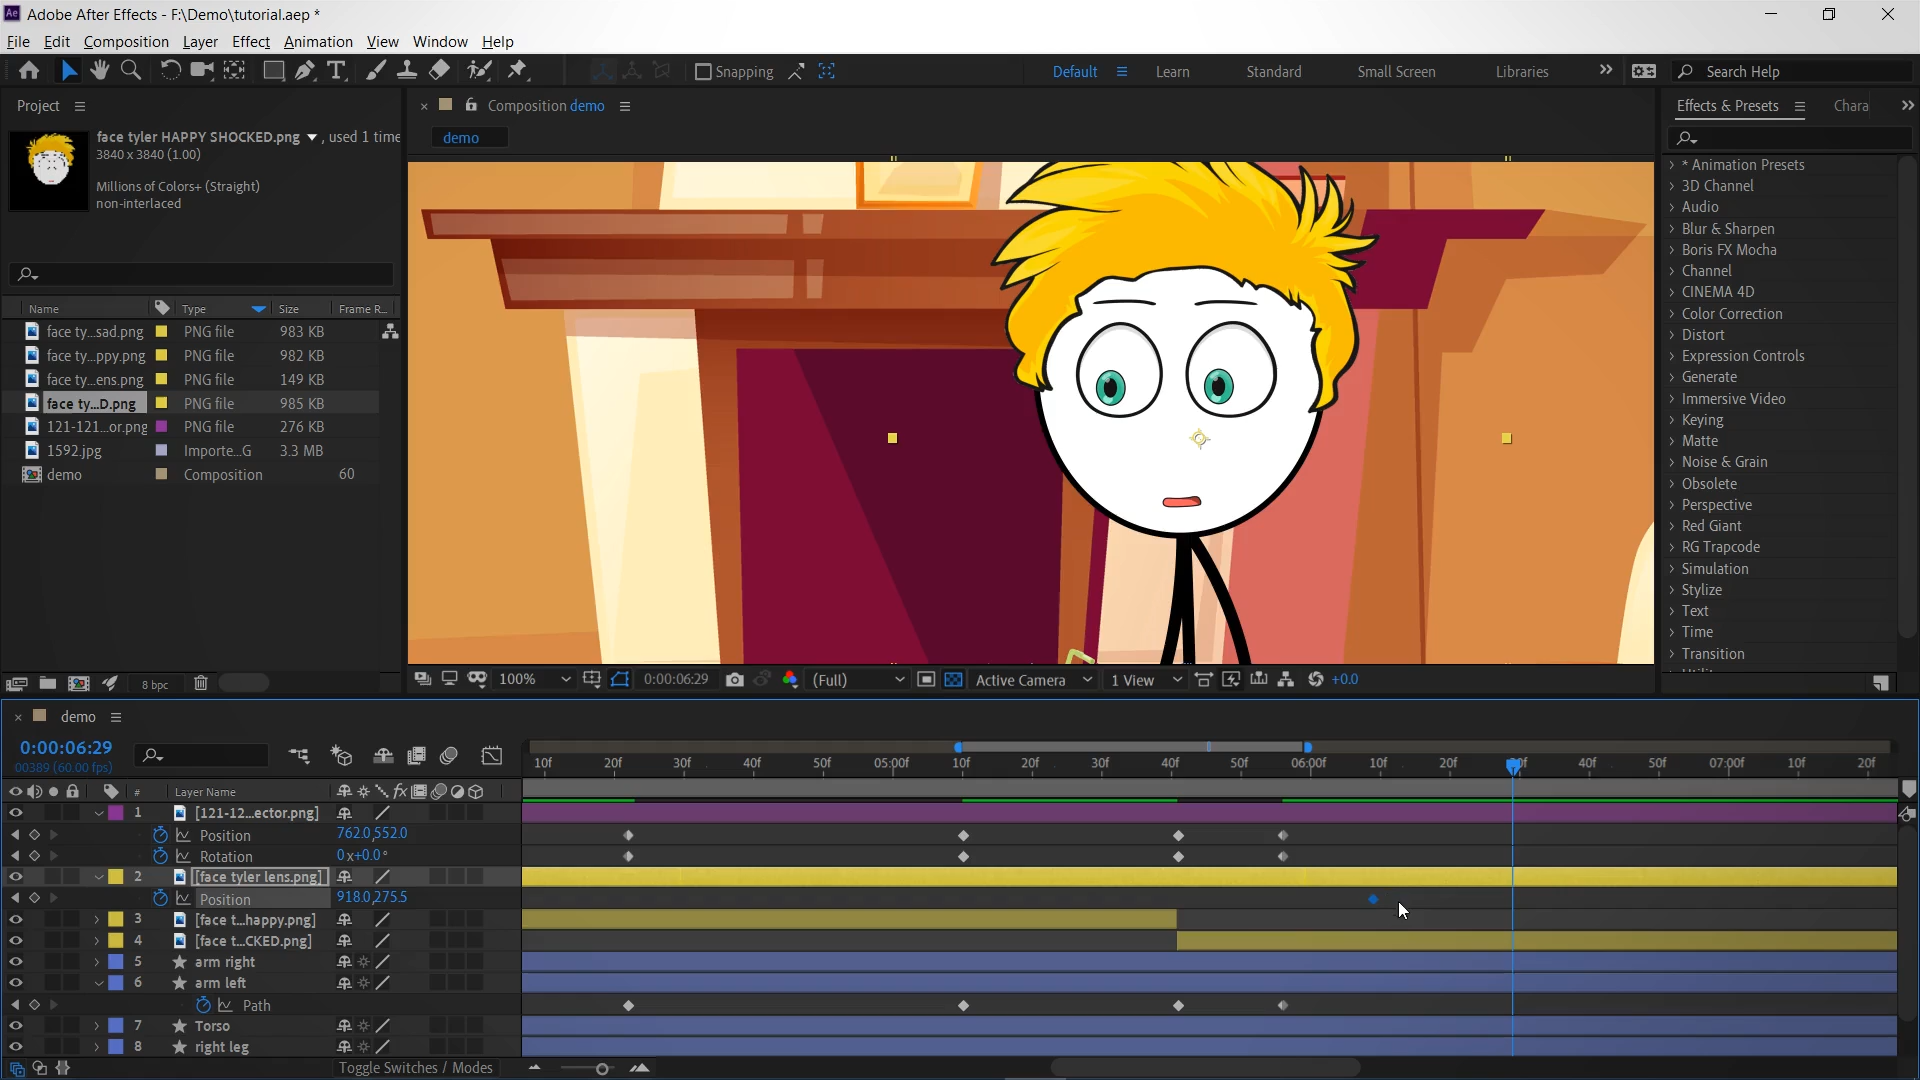 Ae Adobe After Effects - F:\Demo\tutorial.aep *
File Edit Composition Layer Effect Animation View Window Help
Snapping Default Learn Standard Small Screen Libraries Search Help
Project
face tyler HAPPY SHOCKED.png , used 1 time
3840 x 3840 (1.00)
Millions of Colors+ (Straight)
non-interlaced
Name Type Size Frame R...
face ty...sad.png PNG file 983 KB
face ty...ppy.png PNG file 982 KB
face ty...ens.png PNG file 149 KB
face ty...D.png PNG file 985 KB
121-121...or.png PNG file 276 KB
1592.jpg Importe...G 3.3 MB
demo Composition 60
8 bpc
Composition demo
demo
100% 0:00:06:29 (Full) Active Camera 1 View +0.0
Effects & Presets Chara
* Animation Presets
3D Channel
Audio
Blur & Sharpen
Boris FX Mocha
Channel
CINEMA 4D
Color Correction
Distort
Expression Controls
Generate
Immersive Video
Keying
Matte
Noise & Grain
Obsolete
Perspective
Red Giant
RG Trapcode
Simulation
Stylize
Text
Time
Transition
demo
0:00:06:29
00389 (60.00 fps)
10f 20f 30f 40f 50f 05:00f 10f 20f 30f 40f 50f 06:00f 10f 20f 40f 50f 07:00f 10f 20f
# Layer Name
1 [121-12...ector.png]
Position 762.0,552.0
Rotation 0x+0.0°
2 [face tyler lens.png]
Position 918.0,275.5
3 [face t...happy.png]
4 [face t...CKED.png]
5 arm right
6 arm left
Path
7 Torso
8 right leg
Toggle Switches / Modes